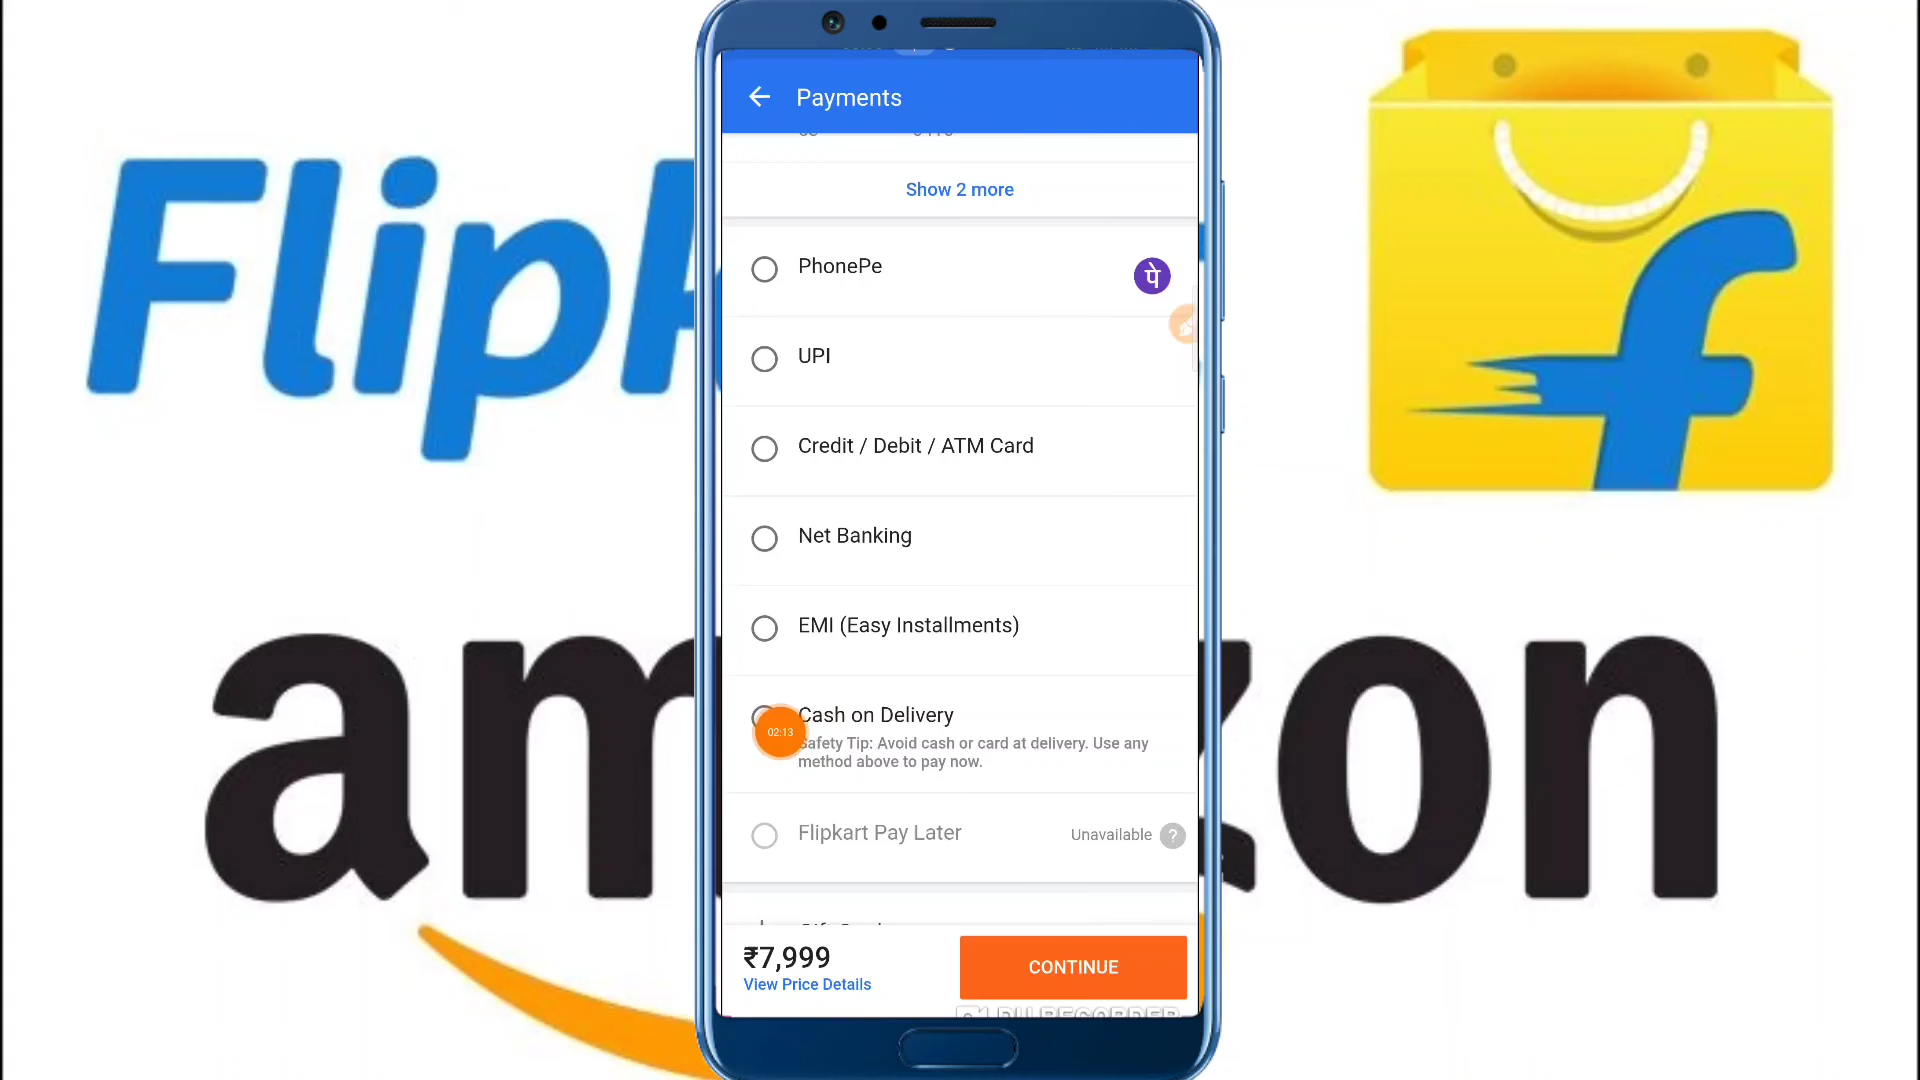 Payments
Show 2 more
PhonePe
पे
UPI
Credit / Debit / ATM Card
Net Banking
EMI (Easy Installments)
Cash on Delivery
02:13
Safety Tip: Avoid cash or card at delivery. Use any
method above to pay now.
Flipkart Pay Later
Unavailable ?
₹7,999
View Price Details
CONTINUE
Flipk
f
am zon